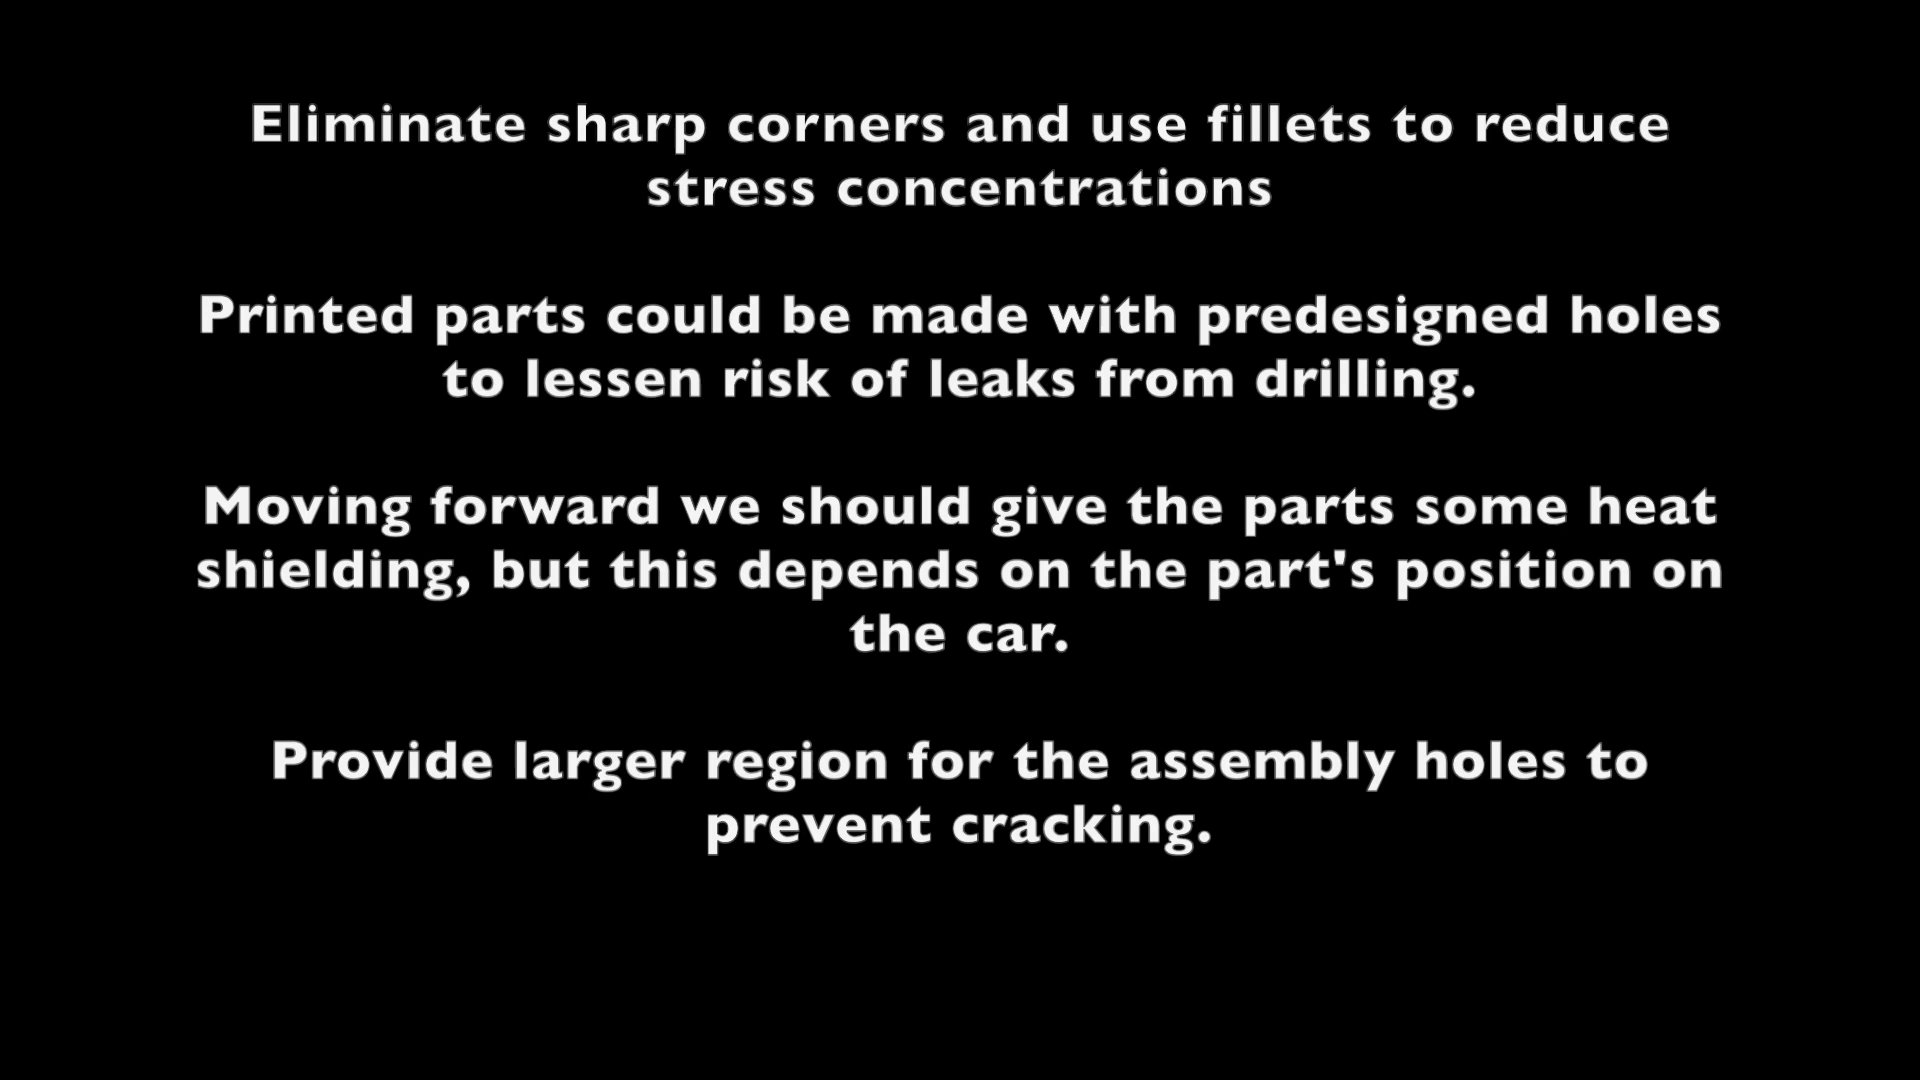 Eliminate sharp corners and use fillets to reduce
stress concentrations
Printed parts could be made with predesigned holes
to lessen risk of leaks from drilling.
Moving forward we should give the parts some heat
shielding, but this depends on the part's position on
the car.
Provide larger region for the assembly holes to
prevent cracking.